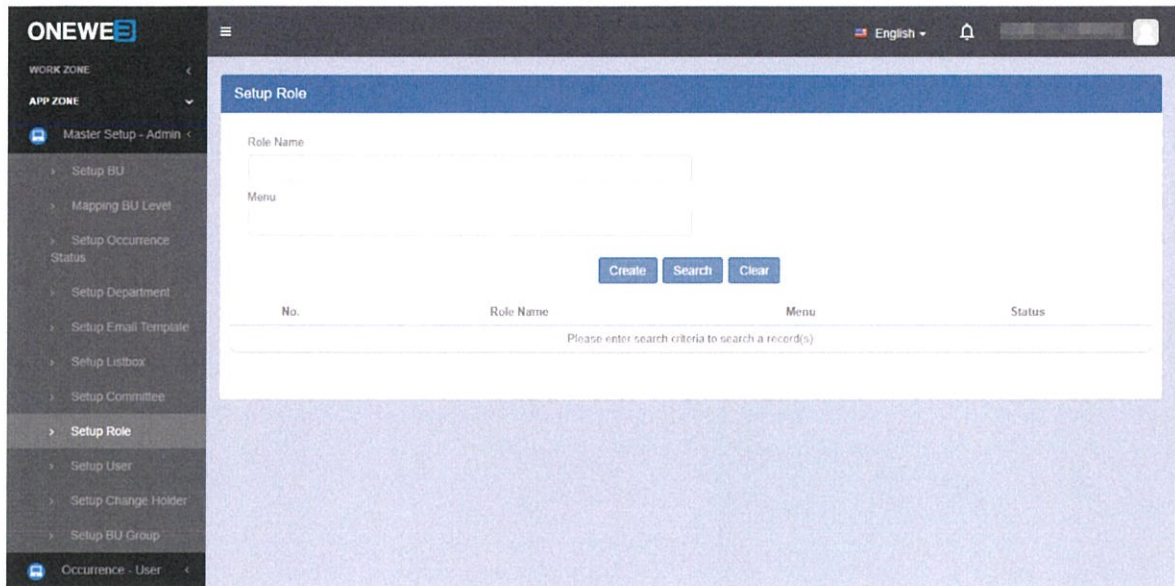 ONEWEB
English
WORK ZONE
APP ZONE
Master Setup - Admin
Setup BU
Mapping BU Level
Setup Occurrence
Status
Setup Department
Setup Email Template
Setup Listbox
Setup Committee
Setup Role
Setup User
Setup Change Holder
Setup BU Group
Occurrence - User
Setup Role
Role Name
Menu
Create Search Clear
No. Role Name Menu Status
Please enter search criteria to search a record(s)